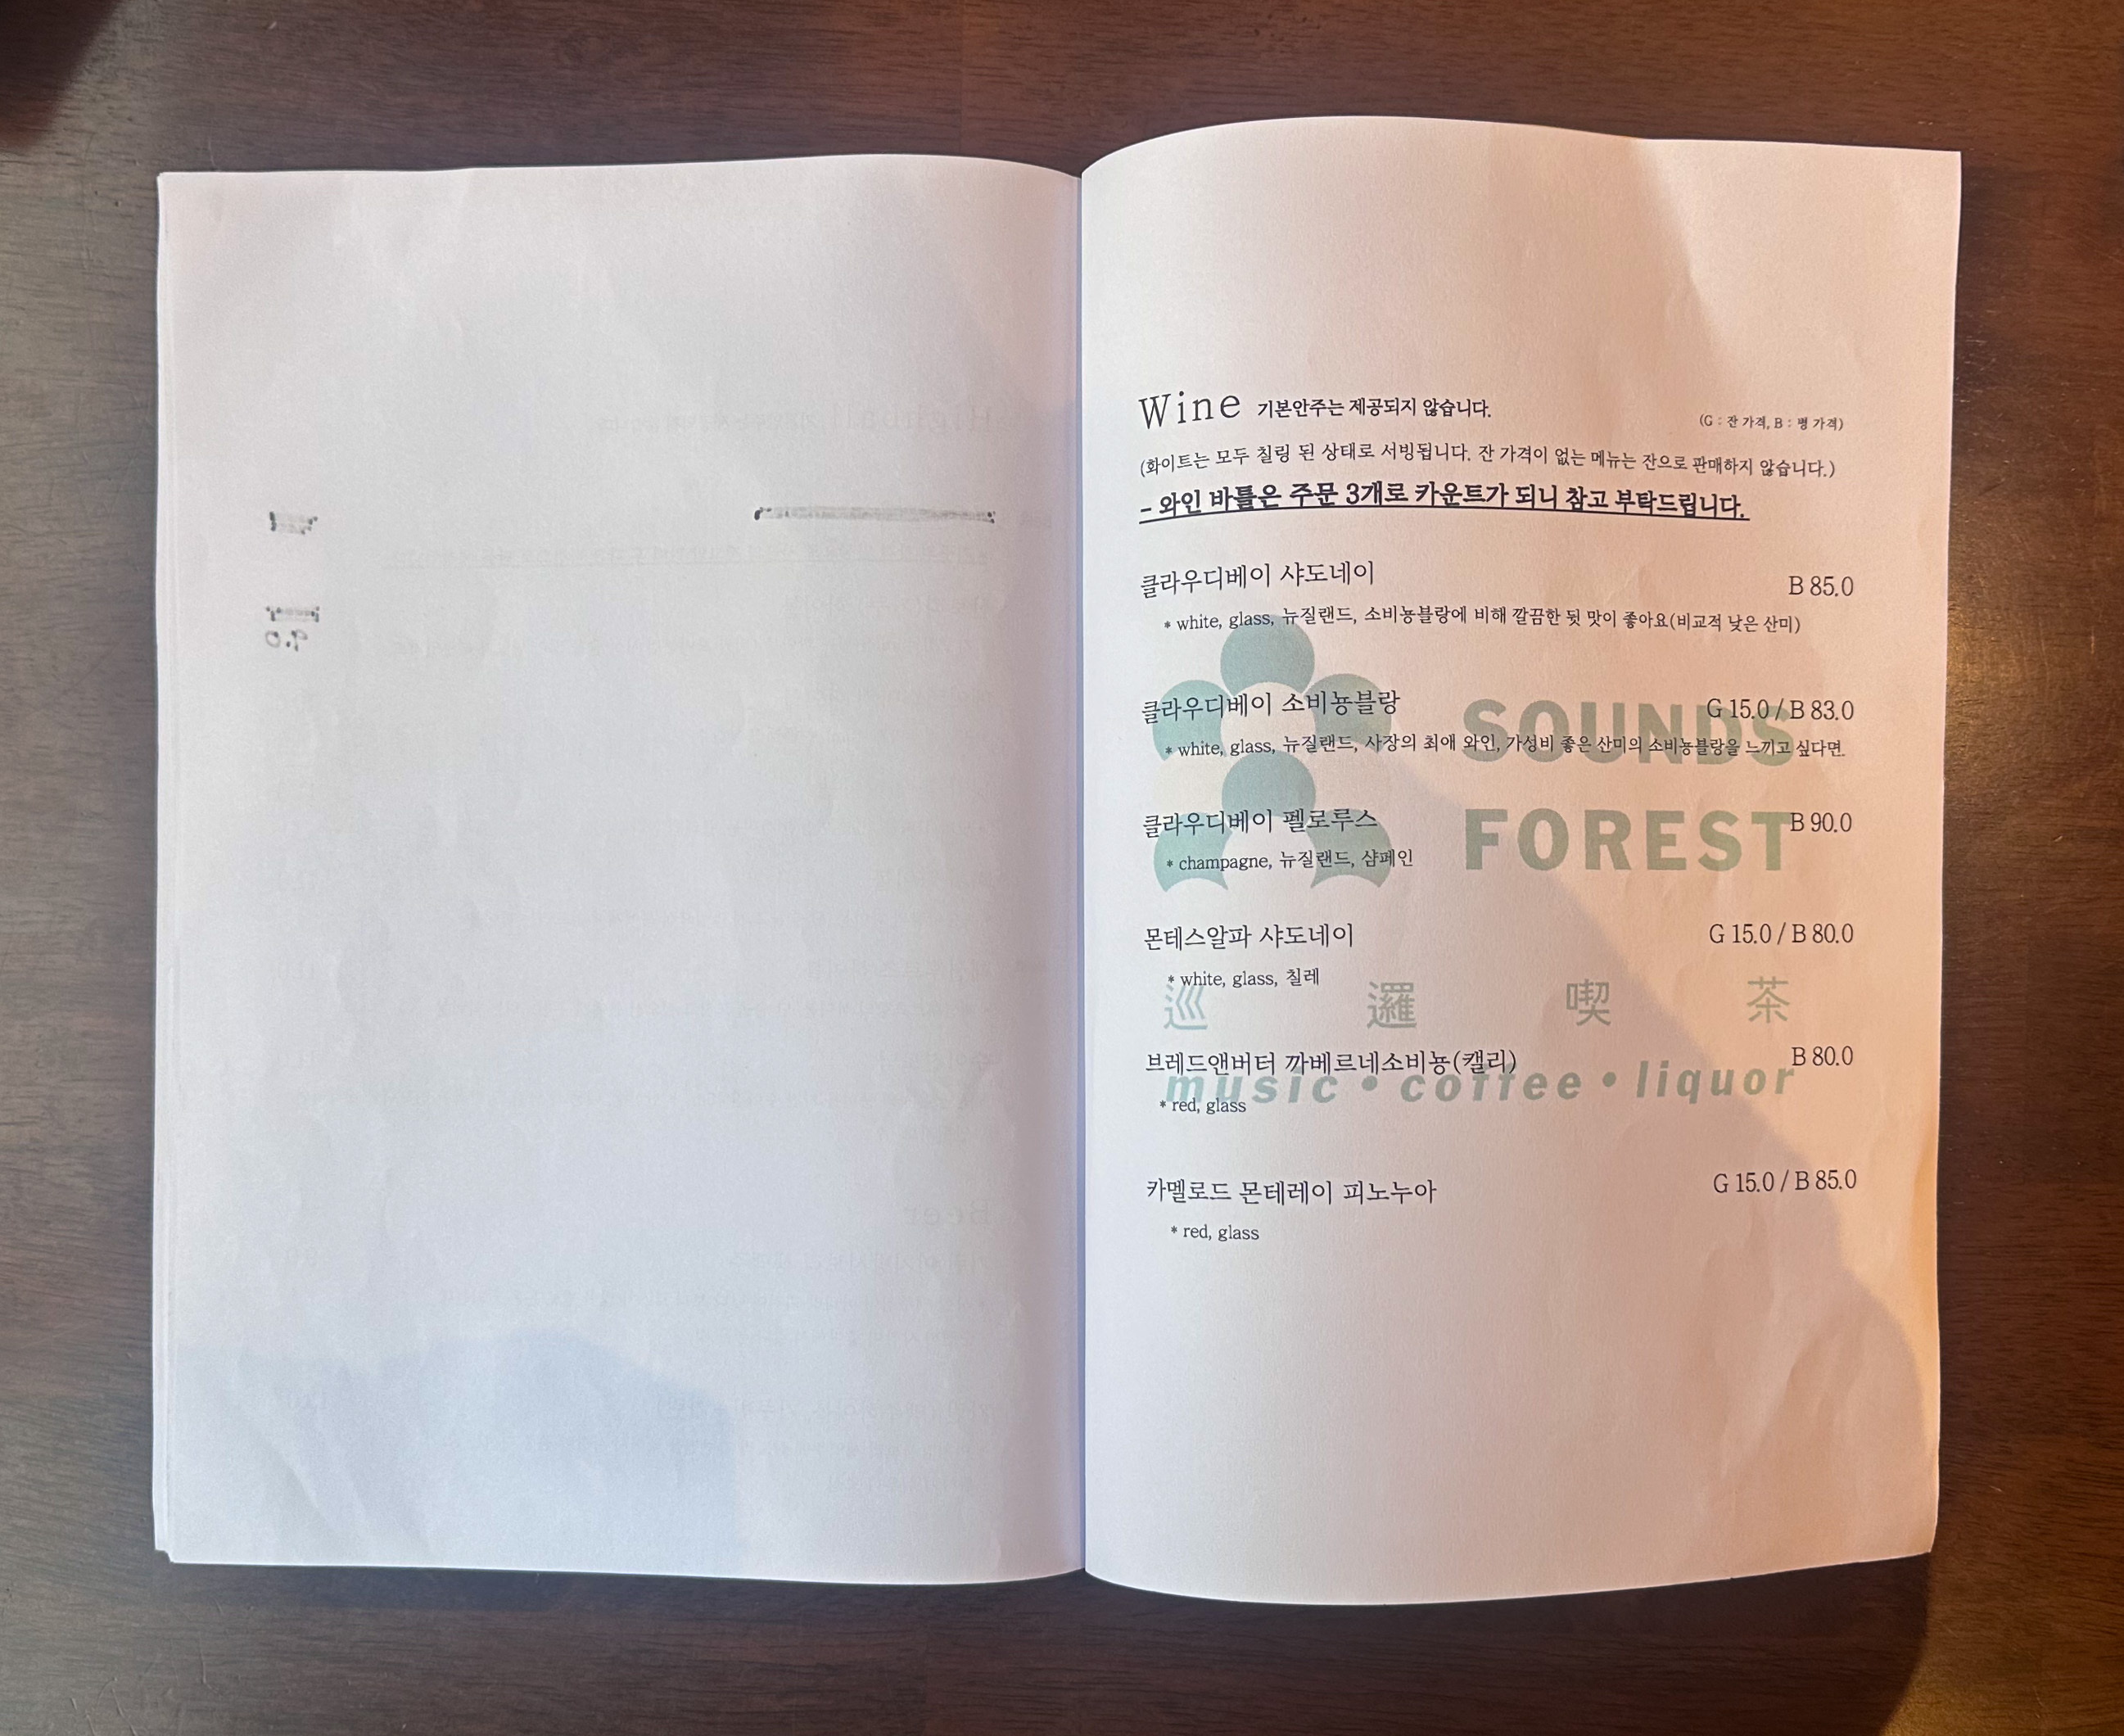 Wine 기본안주는 제공되지 않습니다. (G : 잔 가격, B : 병 가격)
(화이트는 모두 칠링 된 상태로 서빙됩니다. 잔 가격이 없는 메뉴는 잔으로 판매하지 않습니다.)
- 와인 바틀은 주문 3개로 카운트가 되니 참고 부탁드립니다.
클라우디베이 샤도네이 B 85.0
* white, glass, 뉴질랜드, 소비뇽블랑에 비해 깔끔한 뒷 맛이 좋아요(비교적 낮은 산미)
클라우디베이 소비뇽블랑 G 15.0 / B 83.0
* white, glass, 뉴질랜드, 사장의 최애 와인, 가성비 좋은 산미의 소비뇽블랑을 느끼고 싶다면.
SOUNDS
클라우디베이 펠로루스 B 90.0
FOREST
* champagne, 뉴질랜드, 샴페인
몬테스알파 샤도네이 G 15.0 / B 80.0
* white, glass, 칠레
巡 邏 喫 茶
브레드앤버터 까베르네소비뇽(캘리) B 80.0
music • coffee • liquor
* red, glass
카멜로드 몬테레이 피노누아 G 15.0 / B 85.0
* red, glass